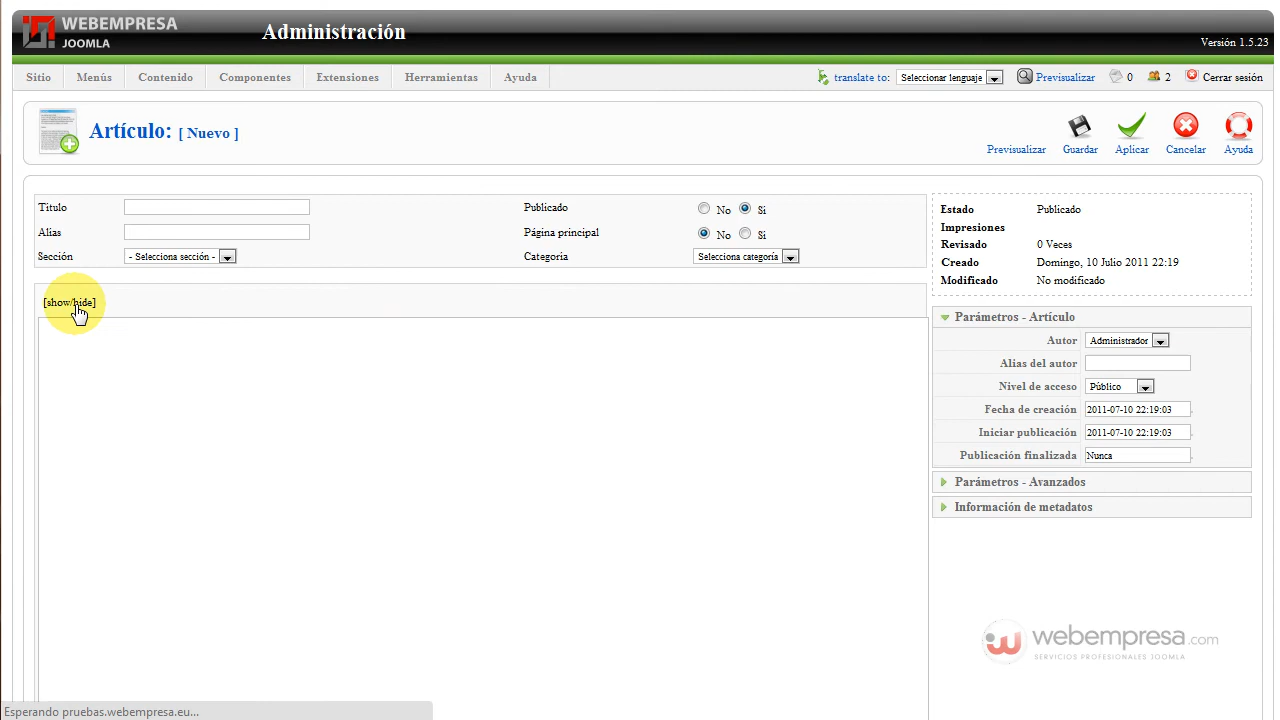 WEBEMPRESA
JOOMLA
Administración
Versión 1.5.23
Sitio Menús Contenido Componentes Extensiones Herramientas Ayuda translate to: Seleccionar lenguaje Previsualizar 0 2 Cerrar sesión
Artículo: [ Nuevo ]
Previsualizar Guardar Aplicar Cancelar Ayuda
Titulo Publicado No Si
Alias Página principal No Si
Sección - Selecciona sección - Categoría Selecciona categoría
[show/hide]
Estado Publicado
Impresiones
Revisado 0 Veces
Creado Domingo, 10 Julio 2011 22:19
Modificado No modificado
Parámetros - Artículo
Autor Administrador
Alias del autor
Nivel de acceso Público
Fecha de creación 2011-07-10 22:19:03
Iniciar publicación 2011-07-10 22:19:03
Publicación finalizada Nunca
Parámetros - Avanzados
Información de metadatos
webempresa.com
SERVICIOS PROFESIONALES JOOMLA
Esperando pruebas.webempresa.eu...